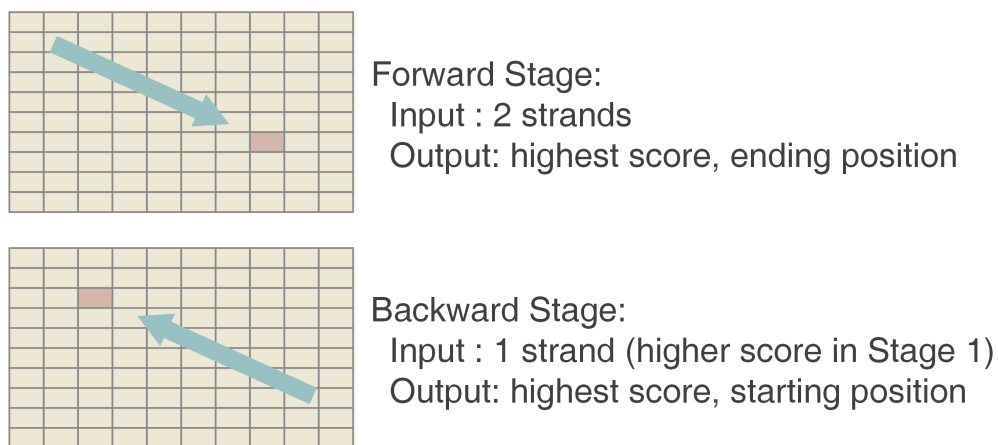 Forward Stage:
Input : 2 strands
Output: highest score, ending position
Backward Stage:
Input : 1 strand (higher score in Stage 1)
Output: highest score, starting position